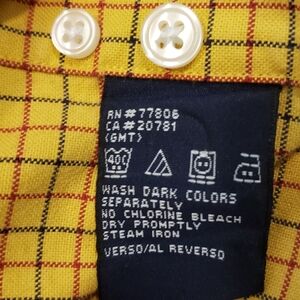 RN#77806
CA#20781
(GMT)
40C
WASH DARK COLORS
SEPARATELY
NO CHLORINE BLEACH
DRY PROMPTLY
STEAM IRON
VERSO/AL REVERSO